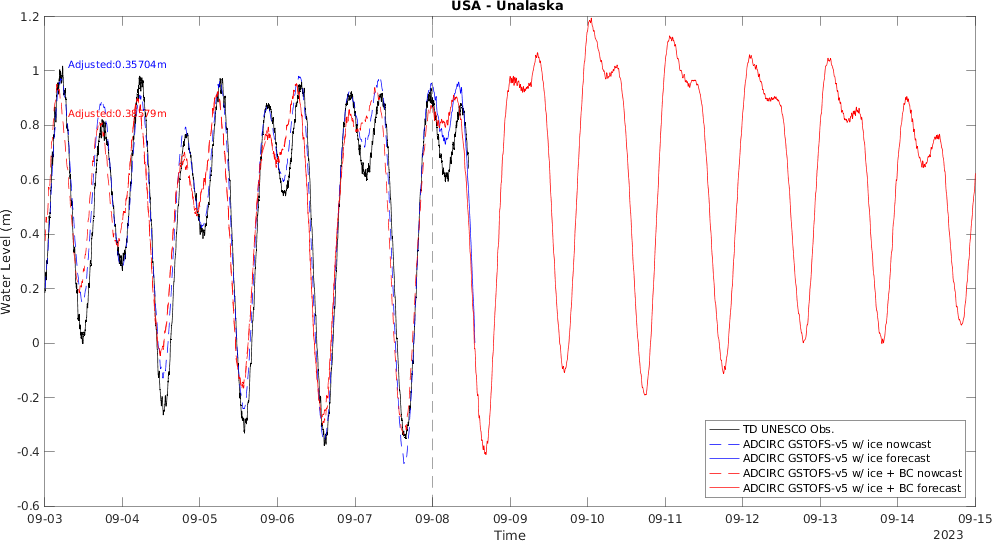 USA - Unalaska
1.2
1
0.8
0.6
0.4
0.2
0
-0.2
-0.4
-0.6
Water Level (m)
Adjusted:0.35704m
Adjusted:0.38579m
TD UNESCO Obs.
ADCIRC GSTOFS-v5 w/ ice nowcast
ADCIRC GSTOFS-v5 w/ ice forecast
ADCIRC GSTOFS-v5 w/ ice + BC nowcast
ADCIRC GSTOFS-v5 w/ ice + BC forecast
09-03 09-04 09-05 09-06 09-07 09-08 09-09 09-10 09-11 09-12 09-13 09-14 09-15
Time
2023